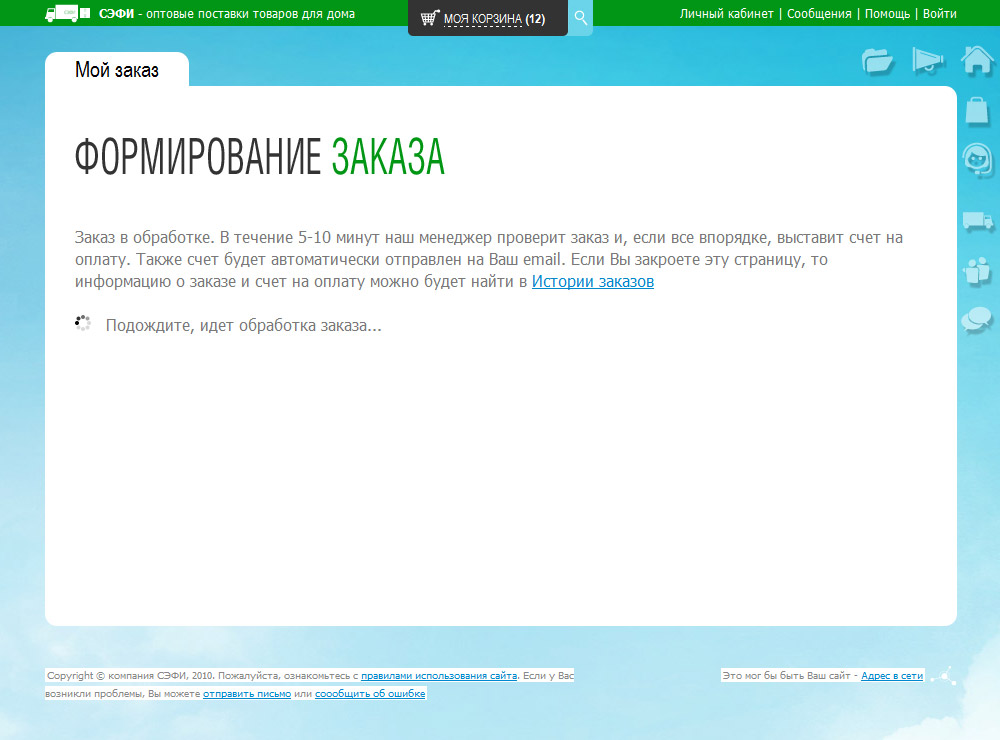 СЭФИ - оптовые поставки товаров для дома
МОЯ КОРЗИНА (12)
Личный кабинет | Сообщения | Помощь | Войти
Мой заказ
ФОРМИРОВАНИЕ ЗАКАЗА
Заказ в обработке. В течение 5-10 минут наш менеджер проверит заказ и, если все впорядке, выставит счет на
оплату. Также счет будет автоматически отправлен на Ваш email. Если Вы закроете эту страницу, то
информацию о заказе и счет на оплату можно будет найти в Истории заказов
Подождите, идет обработка заказа...
Copyright © компания СЭФИ, 2010. Пожалуйста, ознакомьтесь с правилами использования сайта. Если у Вас
возникли проблемы, Вы можете отправить письмо или соообщить об ошибке
Это мог бы быть Ваш сайт - Адрес в сети